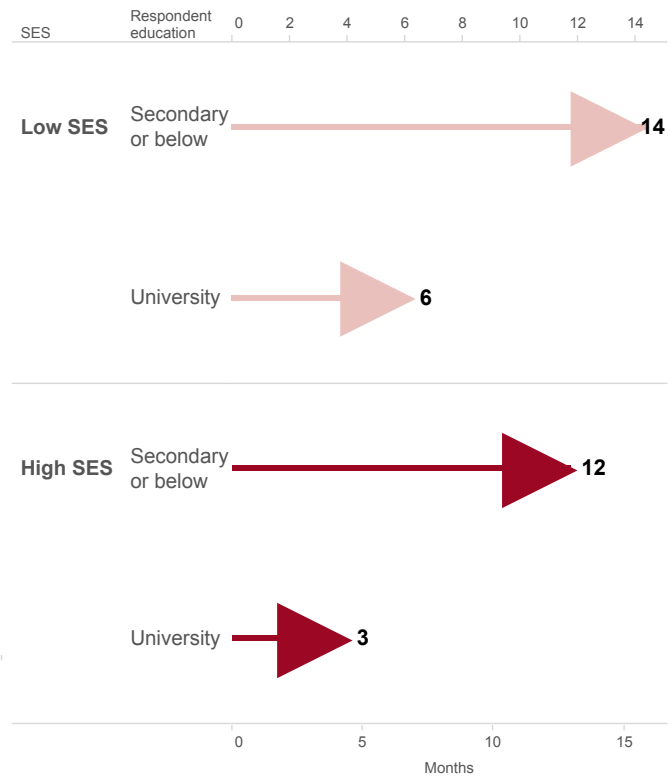 SES Respondent education 0 2 4 6 8 10 12 14
Low SES Secondary or below 14
University 6
High SES Secondary or below 12
University 3
0 5 10 15
Months